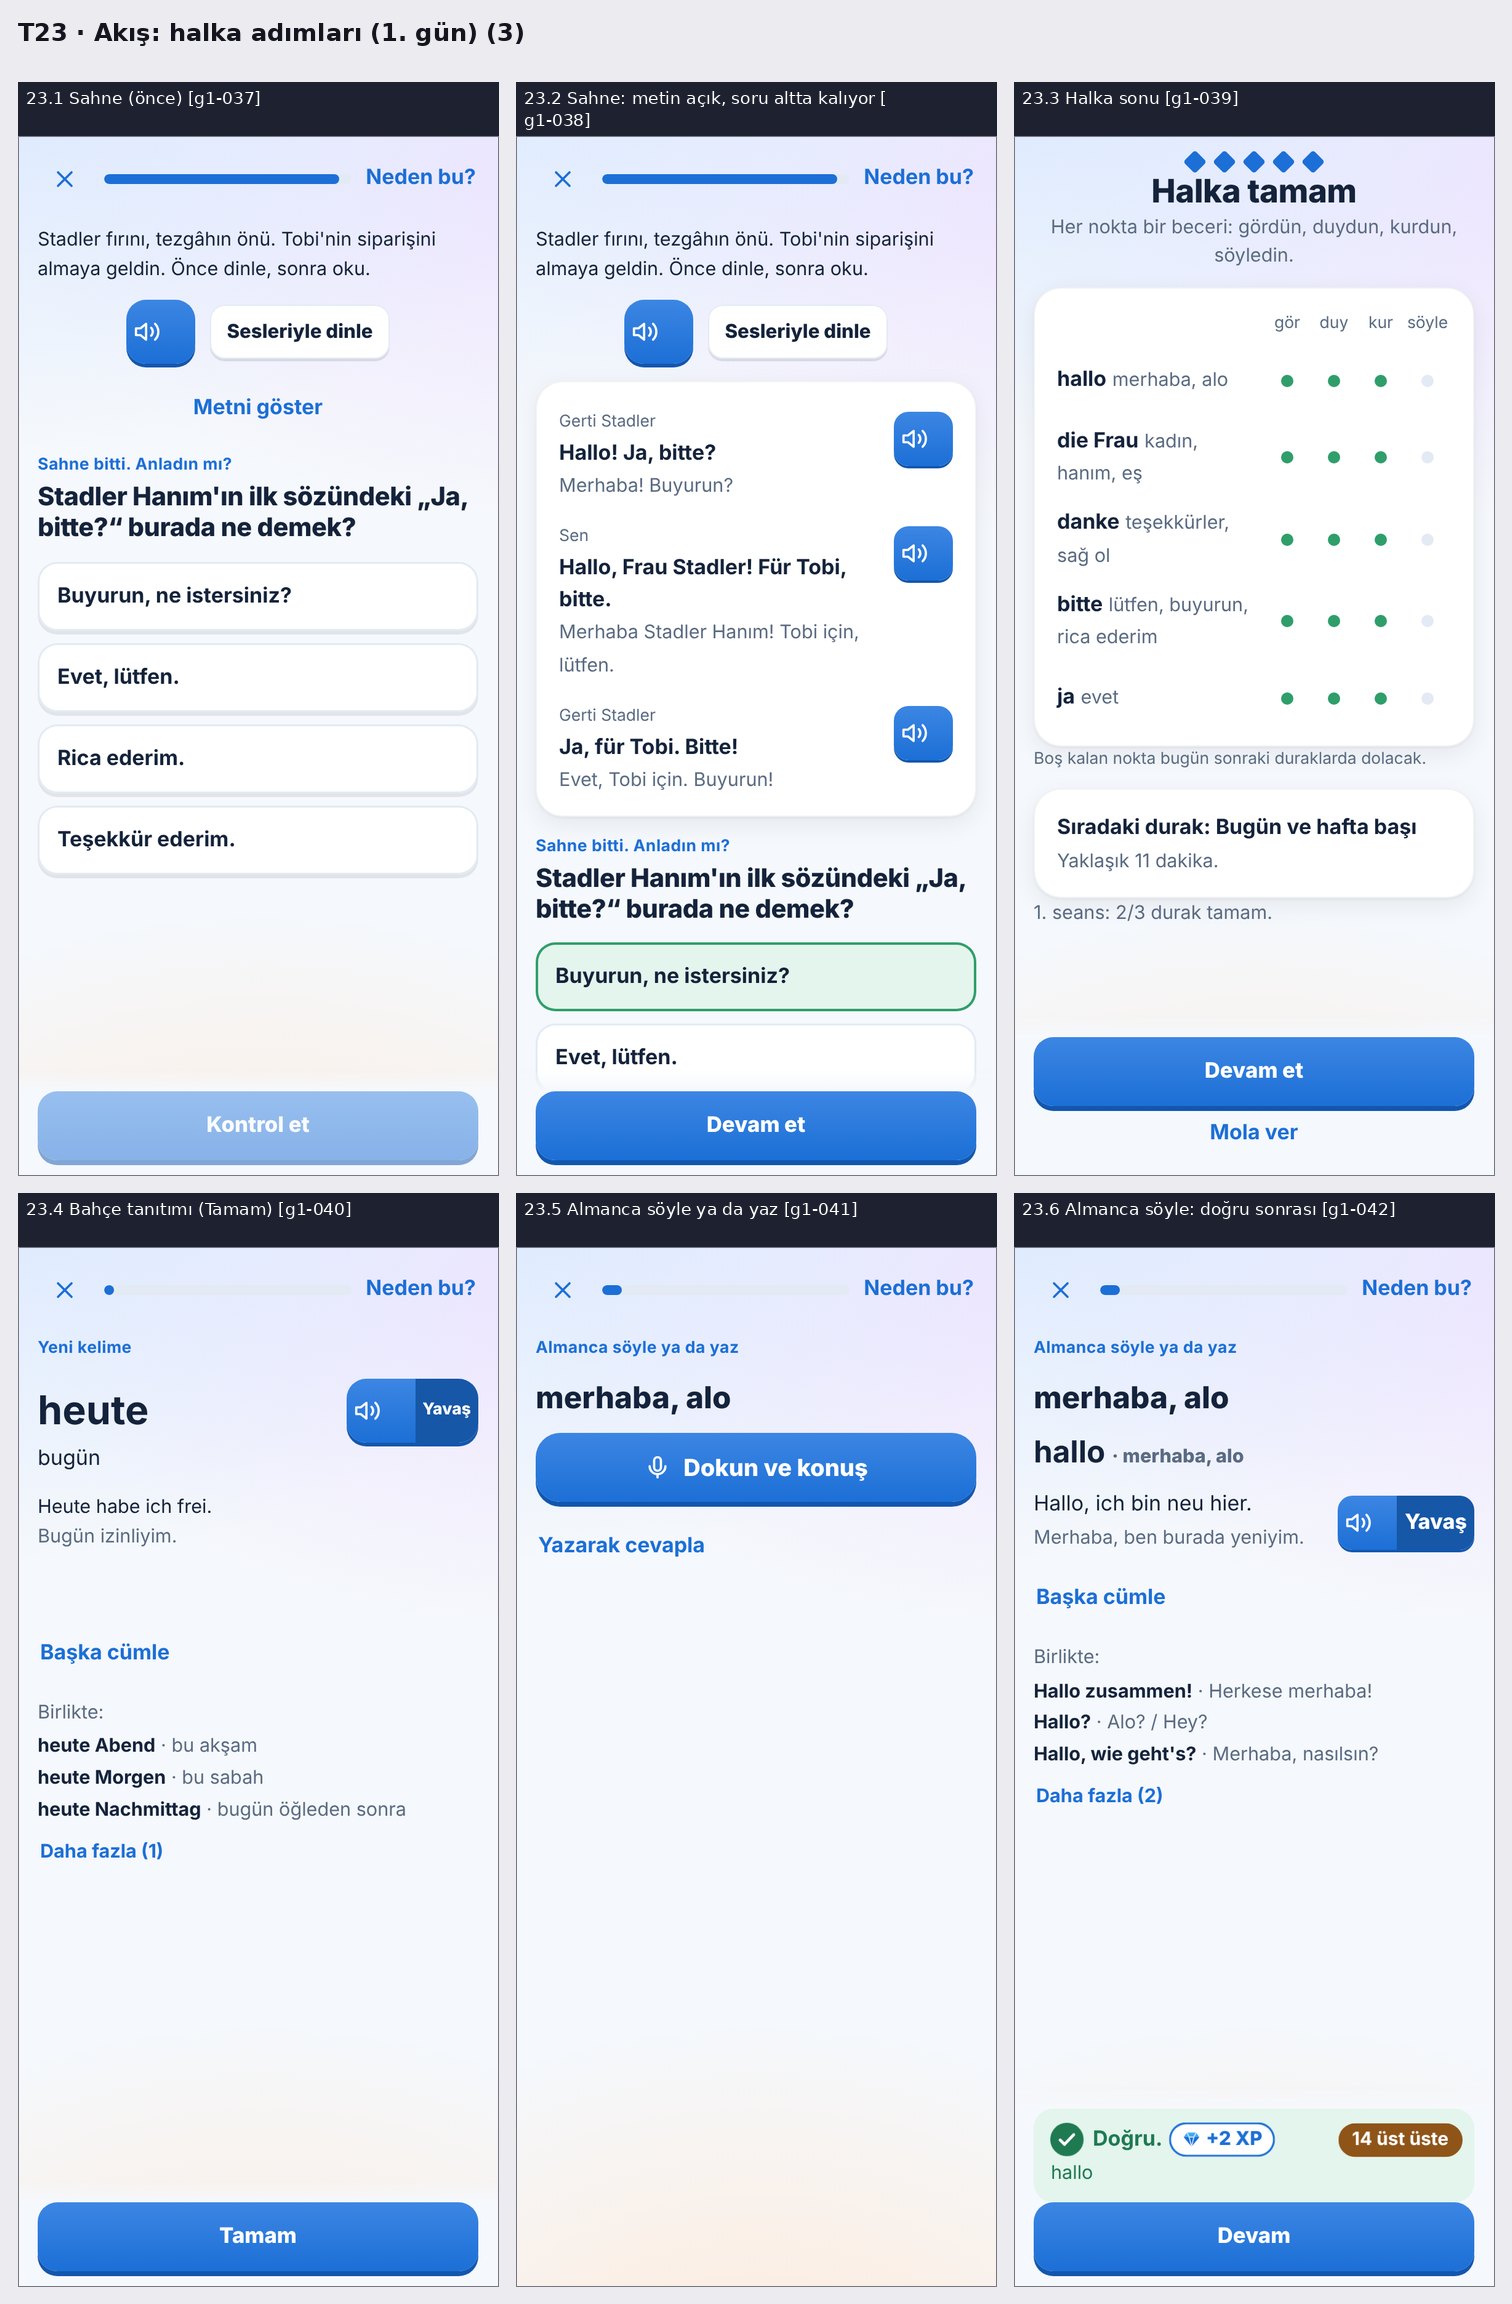 T23 · Akış: halka adımları (1. gün) (3)
23.1 Sahne (önce) [g1-037]
Neden bu?
Stadler fırını, tezgâhın önü. Tobi'nin siparişini
almaya geldin. Önce dinle, sonra oku.
Sesleriyle dinle
Metni göster
Sahne bitti. Anladın mı?
Stadler Hanım'ın ilk sözündeki „Ja,
bitte?“ burada ne demek?
Buyurun, ne istersiniz?
Evet, lütfen.
Rica ederim.
Teşekkür ederim.
Kontrol et
23.2 Sahne: metin açık, soru altta kalıyor [
g1-038]
Neden bu?
Stadler fırını, tezgâhın önü. Tobi'nin siparişini
almaya geldin. Önce dinle, sonra oku.
Sesleriyle dinle
Gerti Stadler
Hallo! Ja, bitte?
Merhaba! Buyurun?
Sen
Hallo, Frau Stadler! Für Tobi,
bitte.
Merhaba Stadler Hanım! Tobi için,
lütfen.
Gerti Stadler
Ja, für Tobi. Bitte!
Evet, Tobi için. Buyurun!
Sahne bitti. Anladın mı?
Stadler Hanım'ın ilk sözündeki „Ja,
bitte?“ burada ne demek?
Buyurun, ne istersiniz?
Evet, lütfen.
Devam et
23.3 Halka sonu [g1-039]
Halka tamam
Her nokta bir beceri: gördün, duydun, kurdun,
söyledin.
gör duy kur söyle
hallo merhaba, alo
die Frau kadın,
hanım, eş
danke teşekkürler,
sağ ol
bitte lütfen, buyurun,
rica ederim
ja evet
Boş kalan nokta bugün sonraki duraklarda dolacak.
Sıradaki durak: Bugün ve hafta başı
Yaklaşık 11 dakika.
1. seans: 2/3 durak tamam.
Devam et
Mola ver
23.4 Bahçe tanıtımı (Tamam) [g1-040]
Neden bu?
Yeni kelime
heute
Yavaş
bugün
Heute habe ich frei.
Bugün izinliyim.
Başka cümle
Birlikte:
heute Abend · bu akşam
heute Morgen · bu sabah
heute Nachmittag · bugün öğleden sonra
Daha fazla (1)
Tamam
23.5 Almanca söyle ya da yaz [g1-041]
Neden bu?
Almanca söyle ya da yaz
merhaba, alo
Dokun ve konuş
Yazarak cevapla
23.6 Almanca söyle: doğru sonrası [g1-042]
Neden bu?
Almanca söyle ya da yaz
merhaba, alo
hallo · merhaba, alo
Hallo, ich bin neu hier.
Merhaba, ben burada yeniyim.
Yavaş
Başka cümle
Birlikte:
Hallo zusammen! · Herkese merhaba!
Hallo? · Alo? / Hey?
Hallo, wie geht's? · Merhaba, nasılsın?
Daha fazla (2)
Doğru. +2 XP 14 üst üste
hallo
Devam